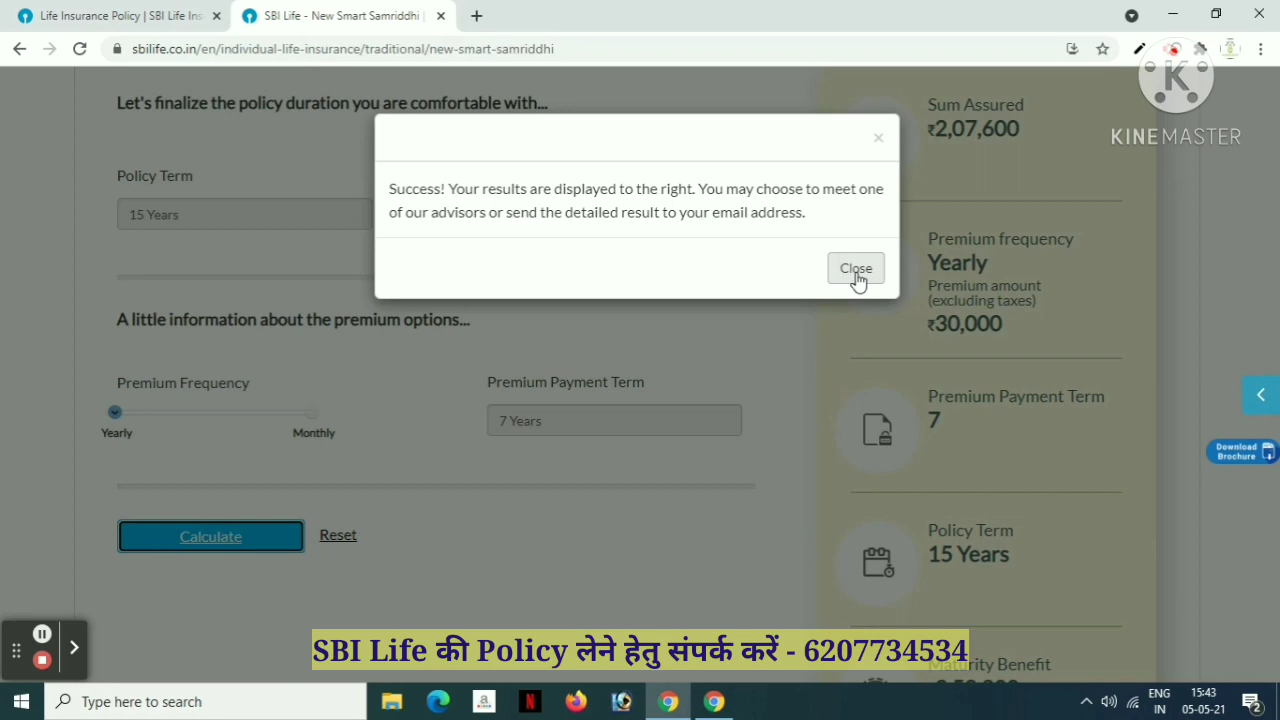 Life Insurance Policy | SBI Life Ins
SBI Life - New Smart Samriddhi |
sbilife.co.in/en/individual-life-insurance/traditional/new-smart-samriddhi
K
KINEMASTER
Let's finalize the policy duration you are comfortable with...
Policy Term
15 Years
Success! Your results are displayed to the right. You may choose to meet one
of our advisors or send the detailed result to your email address.
Close
A little information about the premium options...
Premium Frequency
Yearly
Monthly
Premium Payment Term
7 Years
Calculate
Reset
Sum Assured
₹2,07,600
Premium frequency
Yearly
Premium amount
(excluding taxes)
₹30,000
Premium Payment Term
7
Policy Term
15 Years
Maturity Benefit
Download
Brochure
SBI Life की Policy लेने हेतु संपर्क करें - 6207734534
Type here to search
ENG
IN
15:43
05-05-21
2